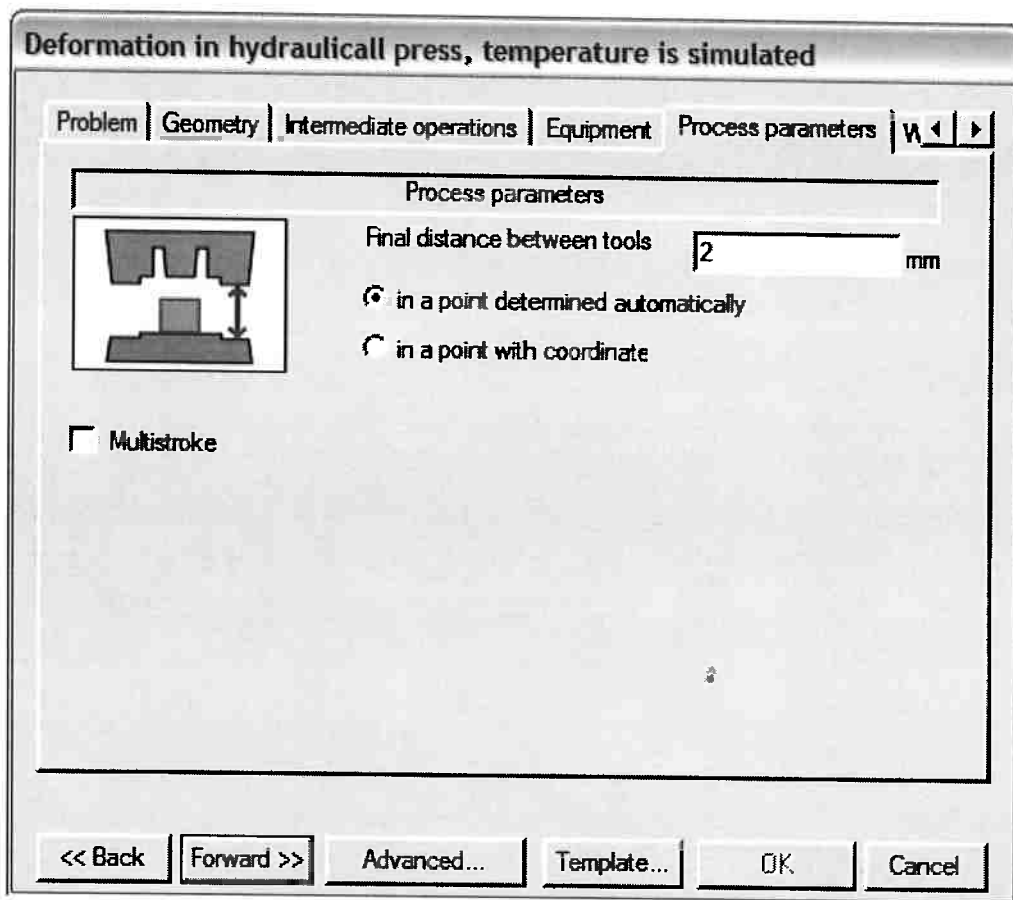 Deformation in hydraulicall press, temperature is simulated
Problem Geometry Intermediate operations Equipment Process parameters
Process parameters
Final distance between tools 2 mm
in a point determined automatically
in a point with coordinate
Multistroke
<< Back Forward >> Advanced... Template... OK Cancel